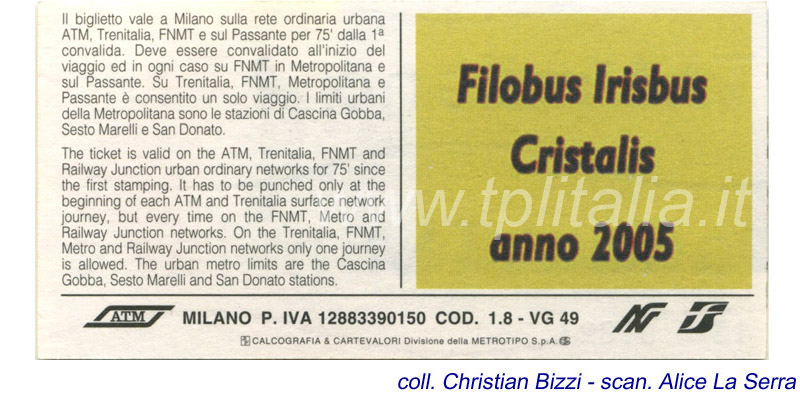 Il biglietto vale a Milano sulla rete ordinaria urbana
ATM, Trenitalia, FNMT e sul Passante per 75' dalla 1ª
convalida. Deve essere convalidato all'inizio del
viaggio ed in ogni caso su FNMT in Metropolitana e
sul Passante. Su Trenitalia, FNMT, Metropolitana e
Passante è consentito un solo viaggio. I limiti urbani
della Metropolitana sono le stazioni di Cascina Gobba,
Sesto Marelli e San Donato.
The ticket is valid on the ATM, Trenitalia, FNMT and
Railway Junction urban ordinary networks for 75' since
the first stamping. It has to be punched only at the
beginning of each ATM and Trenitalia surface network
journey, but every time on the FNMT, Metro and
Railway Junction networks. On the Trenitalia, FNMT,
Metro and Railway Junction networks only one journey
is allowed. The urban metro limits are the Cascina
Gobba, Sesto Marelli and San Donato stations.
Filobus Irisbus
Cristalis
anno 2005
www.tplitalia.it
ATM MILANO P. IVA 12883390150 COD. 1.8 - VG 49
CALCOGRAFIA & CARTEVALORI Divisione della METROTIPO S.p.A.
coll. Christian Bizzi - scan. Alice La Serra